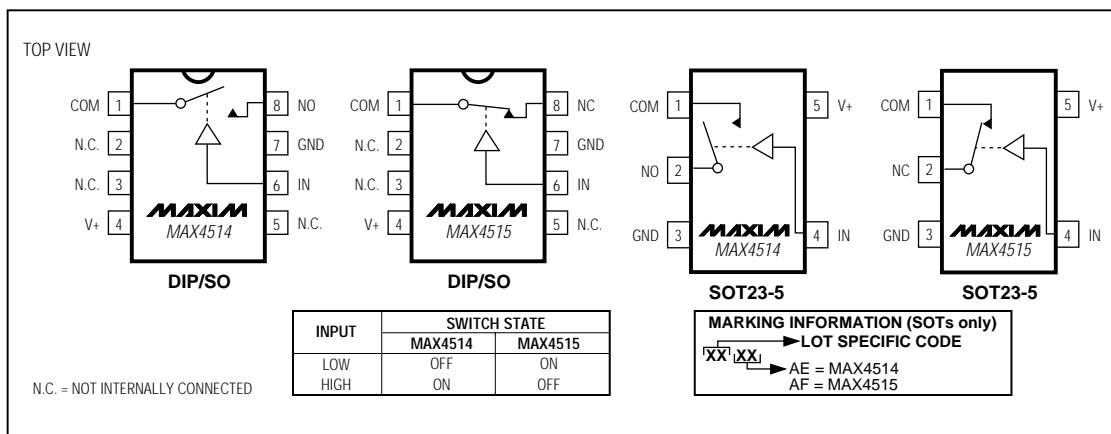 TOP VIEW
COM 1
N.C. 2
N.C. 3
V+ 4
8 NO
7 GND
6 IN
5 N.C.
MAXIM
MAX4514
DIP/SO
COM 1
N.C. 2
N.C. 3
V+ 4
8 NC
7 GND
6 IN
5 N.C.
MAXIM
MAX4515
DIP/SO
COM 1
NO 2
GND 3
5 V+
4 IN
MAXIM
MAX4514
SOT23-5
COM 1
NC 2
GND 3
5 V+
4 IN
MAXIM
MAX4515
SOT23-5
INPUT SWITCH STATE
MAX4514 MAX4515
LOW OFF ON
HIGH ON OFF
MARKING INFORMATION (SOTs only)
LOT SPECIFIC CODE
XX XX
AE = MAX4514
AF = MAX4515
N.C. = NOT INTERNALLY CONNECTED